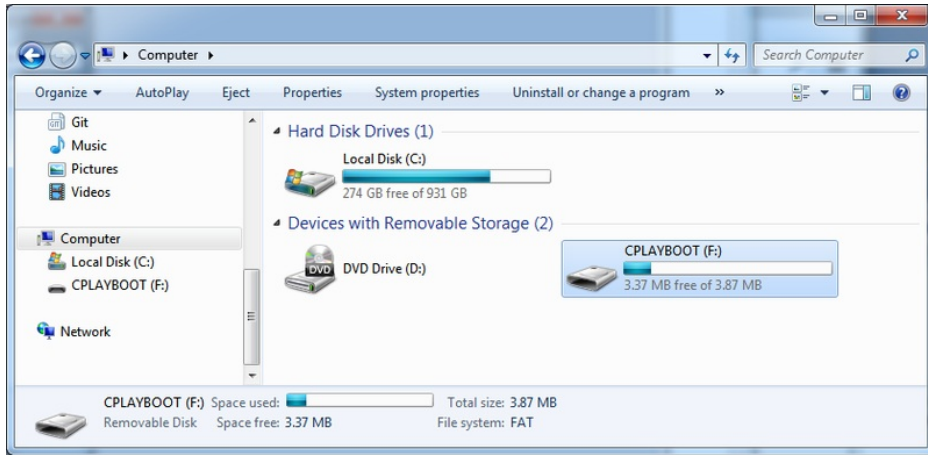 Computer
Search Computer
Organize AutoPlay Eject Properties System properties Uninstall or change a program »
Git
Music
Pictures
Videos
Computer
Local Disk (C:)
CPLAYBOOT (F:)
Network
Hard Disk Drives (1)
Local Disk (C:)
274 GB free of 931 GB
Devices with Removable Storage (2)
DVD Drive (D:)
CPLAYBOOT (F:)
3.37 MB free of 3.87 MB
CPLAYBOOT (F:) Space used: Total size: 3.87 MB
Removable Disk Space free: 3.37 MB File system: FAT